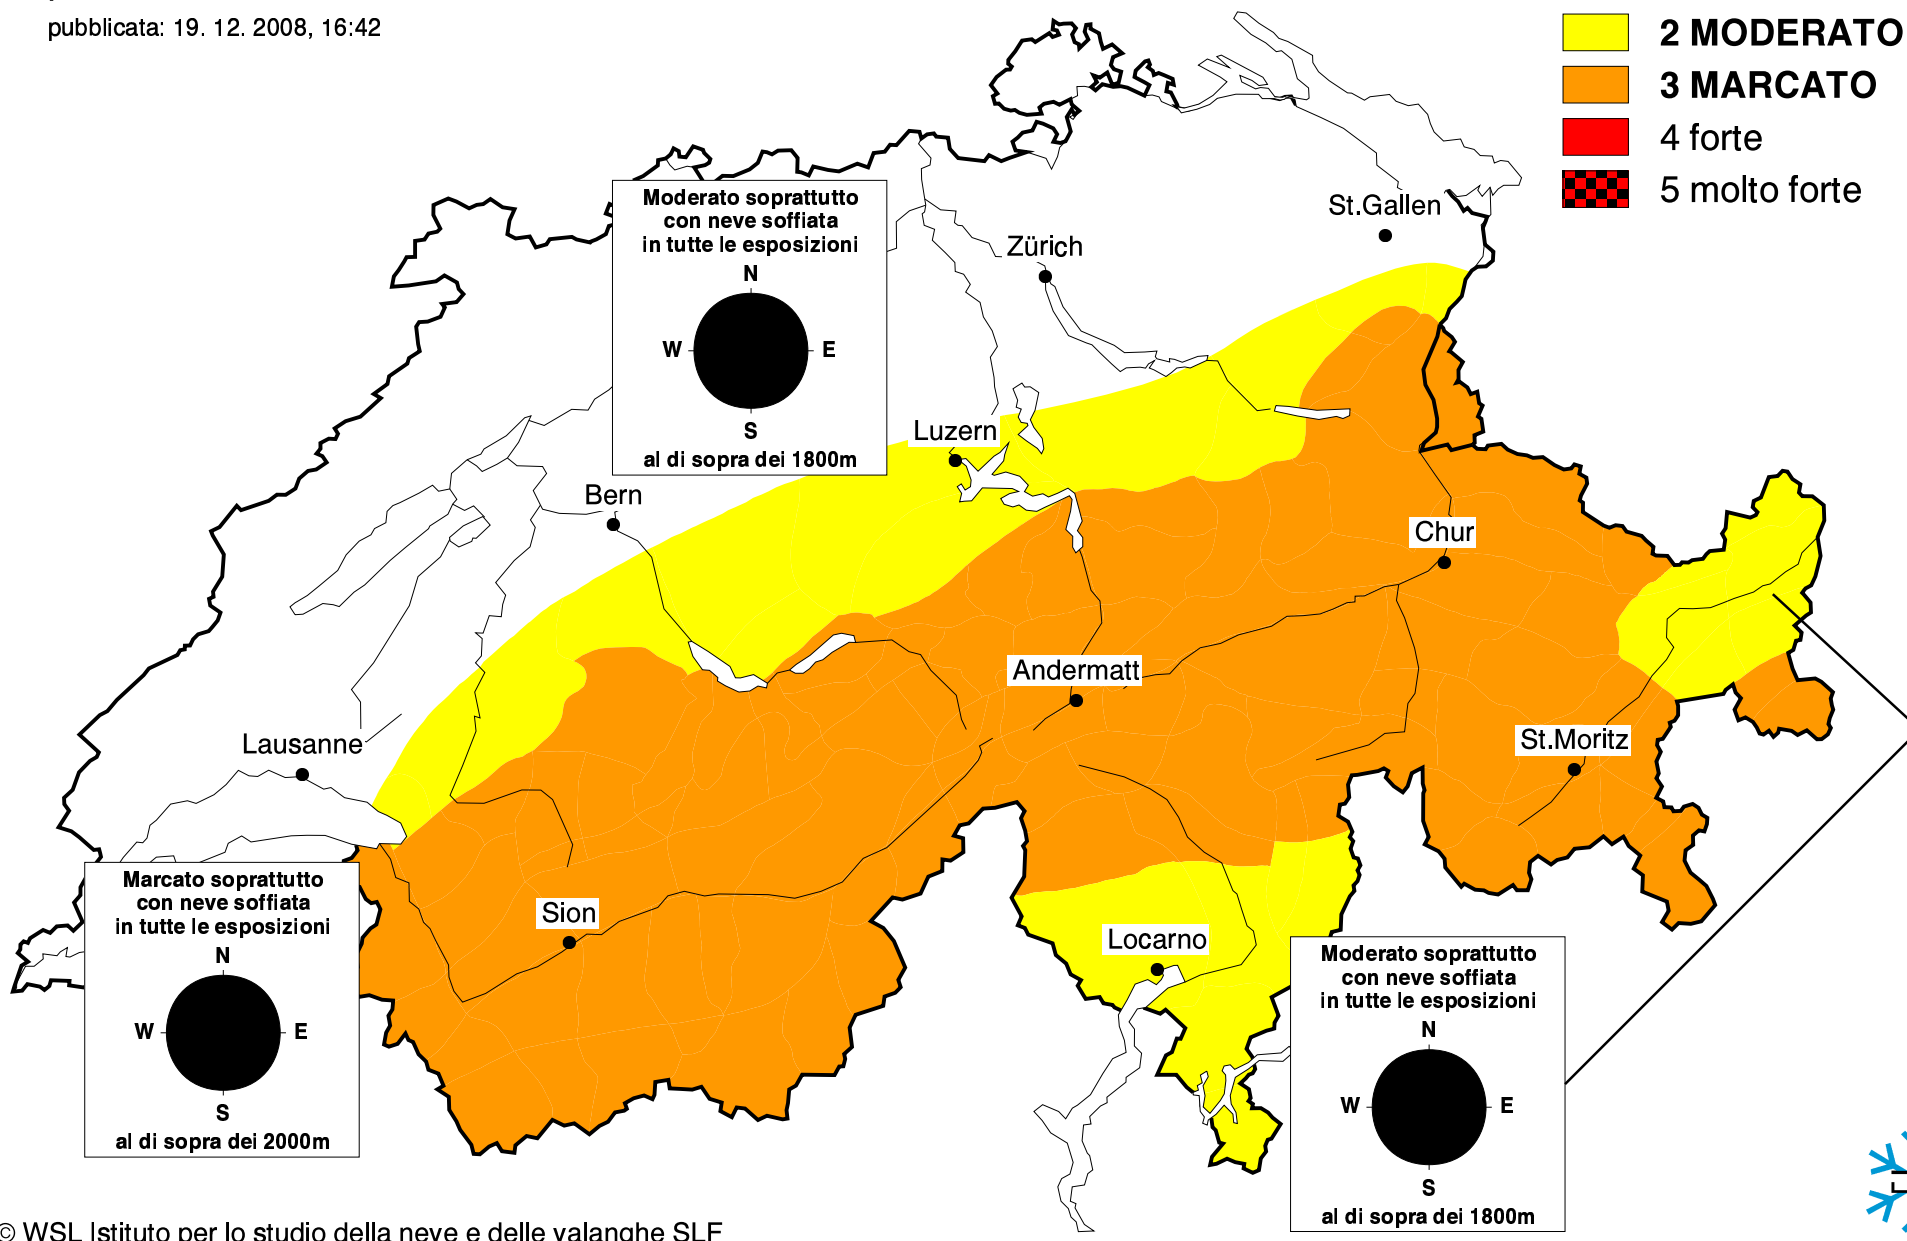 pubblicata: 19. 12. 2008, 16:42
2 MODERATO
3 MARCATO
4 forte
5 molto forte
Moderato soprattutto
con neve soffiata
in tutte le esposizioni
N
W
E
S
al di sopra dei 1800m
St.Gallen
Zürich
Luzern
Bern
Chur
Andermatt
St.Moritz
Lausanne
Sion
Locarno
Marcato soprattutto
con neve soffiata
in tutte le esposizioni
N
W
E
S
al di sopra dei 2000m
Moderato soprattutto
con neve soffiata
in tutte le esposizioni
N
W
E
S
al di sopra dei 1800m
© WSL Istituto per lo studio della neve e delle valanghe SLF